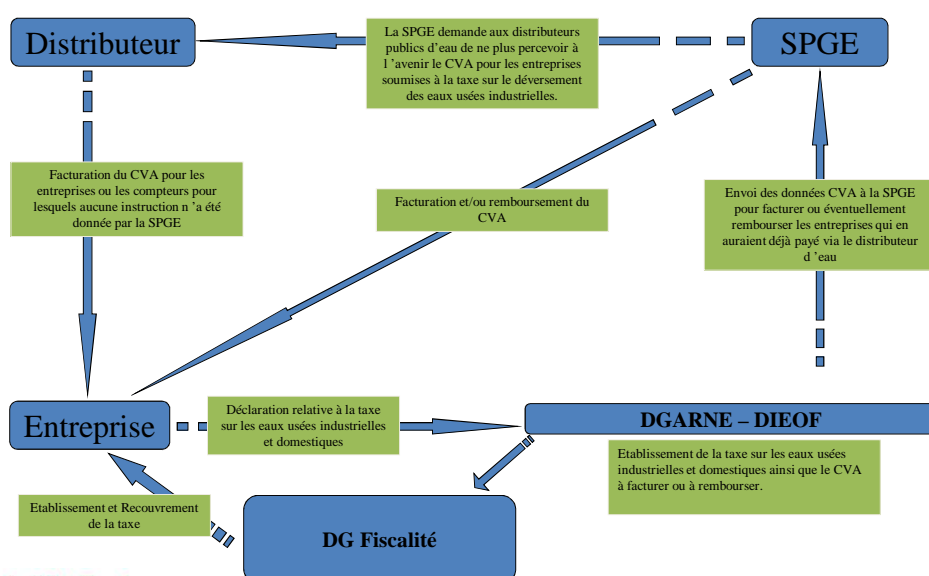 Distributeur
La SPGE demande aux distributeurs
publics d’eau de ne plus percevoir à
l ’avenir le CVA pour les entreprises
soumises à la taxe sur le déversement
des eaux usées industrielles.
SPGE
Facturation du CVA pour les
entreprises ou les compteurs pour
lesquels aucune instruction n ’a été
donnée par la SPGE
Facturation et/ou remboursement du
CVA
Envoi des données CVA à la SPGE
pour facturer ou éventuellement
rembourser les entreprises qui en
auraient déjà payé via le distributeur
d ’eau
Entreprise
Déclaration relative à la taxe
sur les eaux usées industrielles
et domestiques
DGARNE – DIEOF
Etablissement de la taxe sur les eaux usées
industrielles et domestiques ainsi que le CVA
à facturer ou à rembourser.
Etablissement et Recouvrement
de la taxe
DG Fiscalité